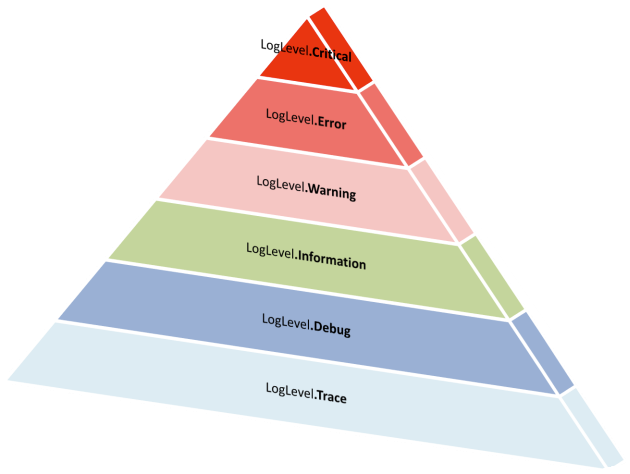 LogLevel.Critical
LogLevel.Error
LogLevel.Warning
LogLevel.Information
LogLevel.Debug
LogLevel.Trace